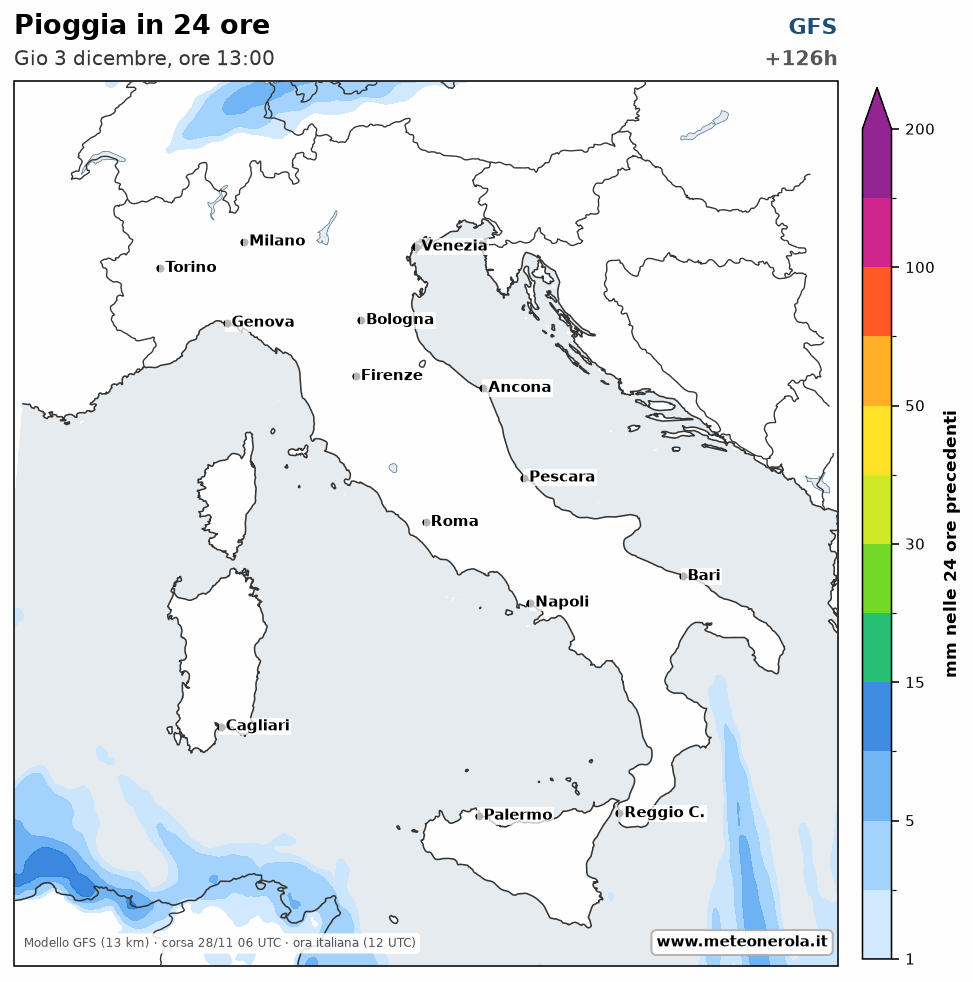 Pioggia in 24 ore
GFS
Gio 3 dicembre, ore 13:00
+126h
200
Milano
Venezia
Torino
100
Genova
Bologna
Firenze
Ancona
50
Pescara
Roma
30
Bari
Napoli
15
Cagliari
Palermo
Reggio C.
5
mm nelle 24 ore precedenti
Modello GFS (13 km) · corsa 28/11 06 UTC · ora italiana (12 UTC)
www.meteonerola.it
1